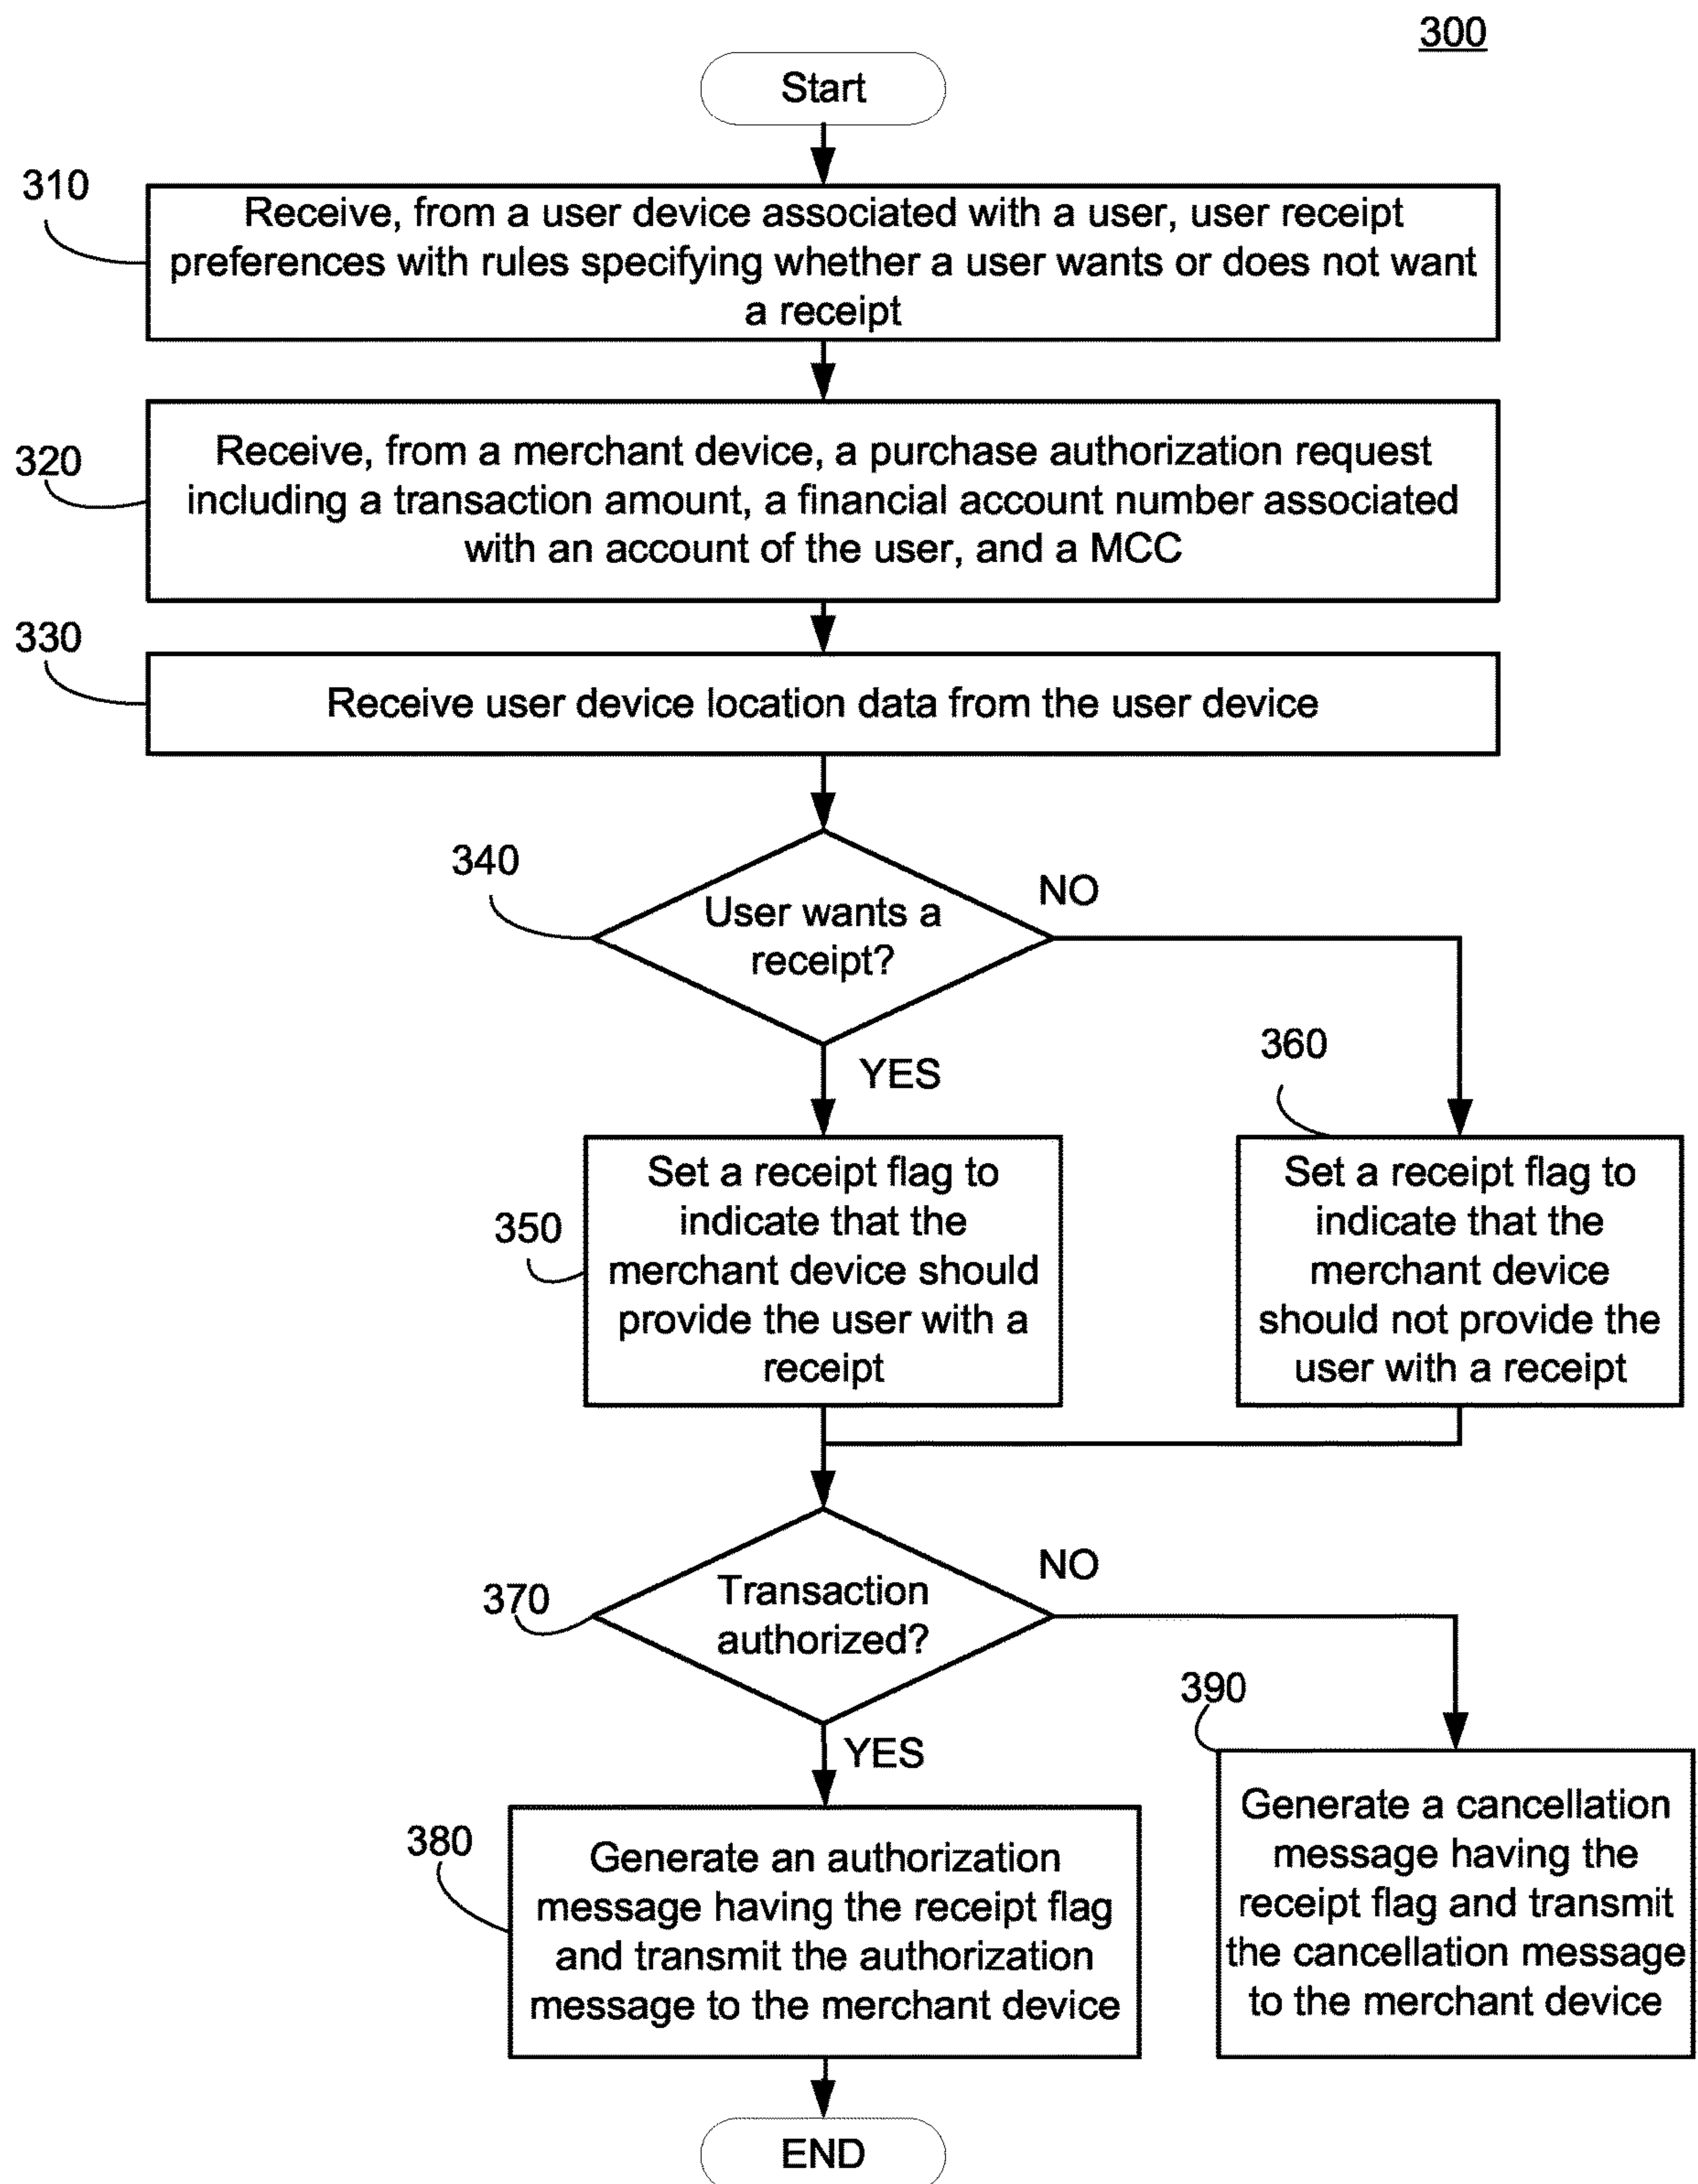 300
Start
310
Receive, from a user device associated with a user, user receipt
preferences with rules specifying whether a user wants or does not want
a receipt
320
Receive, from a merchant device, a purchase authorization request
including a transaction amount, a financial account number associated
with an account of the user, and a MCC
330
Receive user device location data from the user device
340
User wants a
receipt?
NO
YES
350
Set a receipt flag to
indicate that the
merchant device should
provide the user with a
receipt
360
Set a receipt flag to
indicate that the
merchant device
should not provide the
user with a receipt
370
Transaction
authorized?
NO
YES
380
Generate an authorization
message having the receipt flag
and transmit the authorization
message to the merchant device
390
Generate a cancellation
message having the
receipt flag and transmit
the cancellation message
to the merchant device
END